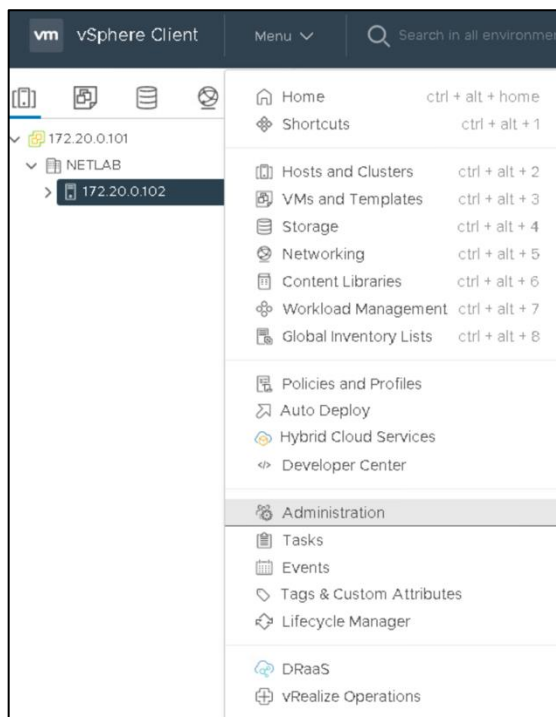 vm vSphere Client Menu Search in all environme
172.20.0.101
NETLAB
172.20.0.102
Home ctrl + alt + home
Shortcuts ctrl + alt + 1
Hosts and Clusters ctrl + alt + 2
VMs and Templates ctrl + alt + 3
Storage ctrl + alt + 4
Networking ctrl + alt + 5
Content Libraries ctrl + alt + 6
Workload Management ctrl + alt + 7
Global Inventory Lists ctrl + alt + 8
Policies and Profiles
Auto Deploy
Hybrid Cloud Services
Developer Center
Administration
Tasks
Events
Tags & Custom Attributes
Lifecycle Manager
DRaaS
vRealize Operations